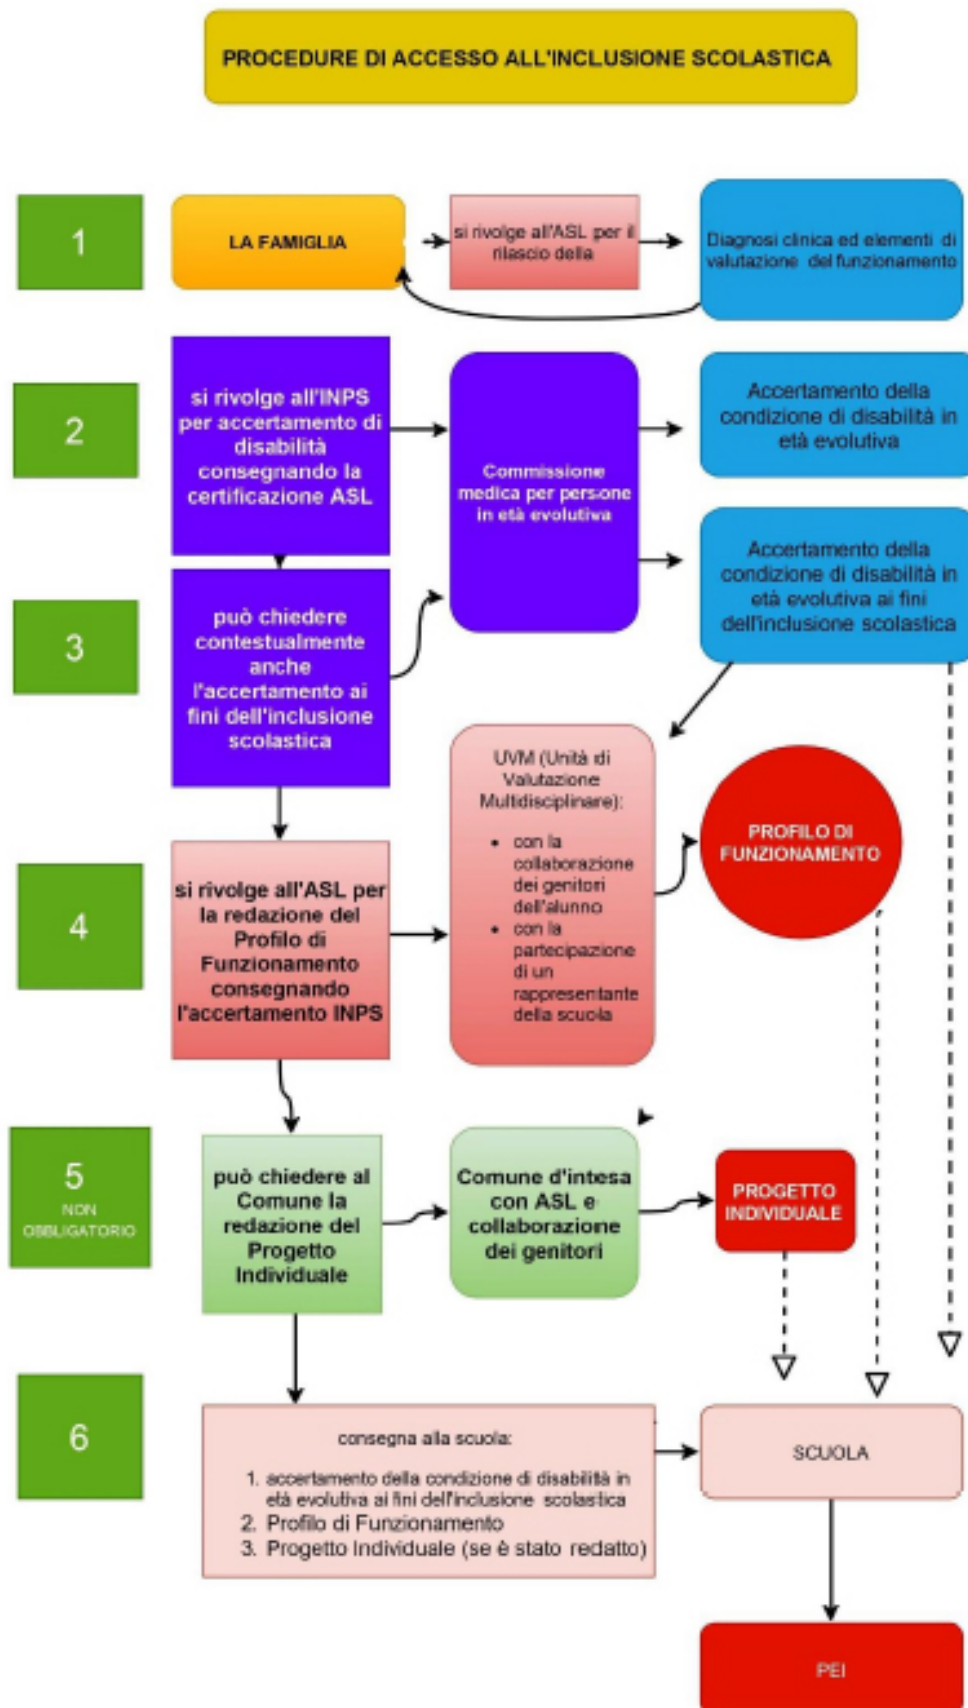 PROCEDURE DI ACCESSO ALL'INCLUSIONE SCOLASTICA
1
LA FAMIGLIA
si rivolge all'ASL per il
rilascio della
Diagnosi clinica ed elementi di
valutazione del funzionamento
2
si rivolge all'INPS
per accertamento di
disabilità
consegnando la
certificazione ASL
Commissione
medica per persone
in età evolutiva
Accertamento della
condizione di disabilità in
età evolutiva
3
può chiedere
contestualmente
anche
l'accertamento ai
fini dell'inclusione
scolastica
Accertamento della
condizione di disabilità in
età evolutiva ai fini
dell'inclusione scolastica
4
si rivolge all'ASL per
la redazione del
Profilo di
Funzionamento
consegnando
l'accertamento INPS
UVM (Unità di
Valutazione
Multidisciplinare):
• con la
collaborazione
dei genitori
dell'alunno
• con la
partecipazione
di un
rappresentante
della scuola
PROFILO DI
FUNZIONAMENTO
5
NON
OBBLIGATORIO
può chiedere al
Comune la
redazione del
Progetto
Individuale
Comune d'intesa
con ASL e
collaborazione
dei genitori
PROGETTO
INDIVIDUALE
6
consegna alla scuola:
1. accertamento della condizione di disabilità in
età evolutiva ai fini dell'inclusione scolastica
2. Profilo di Funzionamento
3. Progetto Individuale (se è stato redatto)
SCUOLA
PEI